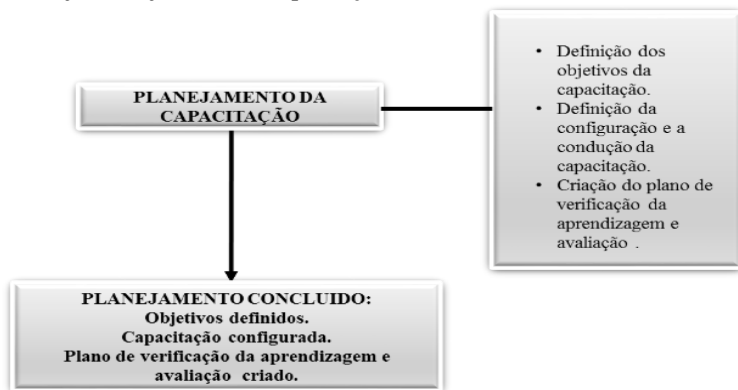 PLANEJAMENTO DA
CAPACITAÇÃO
• Definição dos
objetivos da
capacitação.
• Definição da
configuração e a
condução da
capacitação.
• Criação do plano de
verificação da
aprendizagem e
avaliação .
PLANEJAMENTO CONCLUIDO:
Objetivos definidos.
Capacitação configurada.
Plano de verificação da aprendizagem e
avaliação criado.